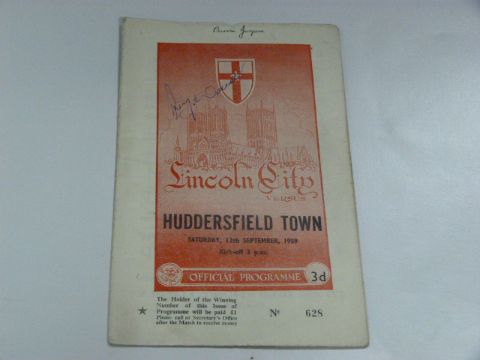 Lincoln City
VERSUS
HUDDERSFIELD TOWN
SATURDAY, 12th SEPTEMBER, 1959
Kick-off 3 p.m.
OFFICIAL PROGRAMME 3d
The Holder of the Winning
Number of this Issue of
Programme will be paid £1
Please call at Secretary's Office
after the Match to receive money
No 628